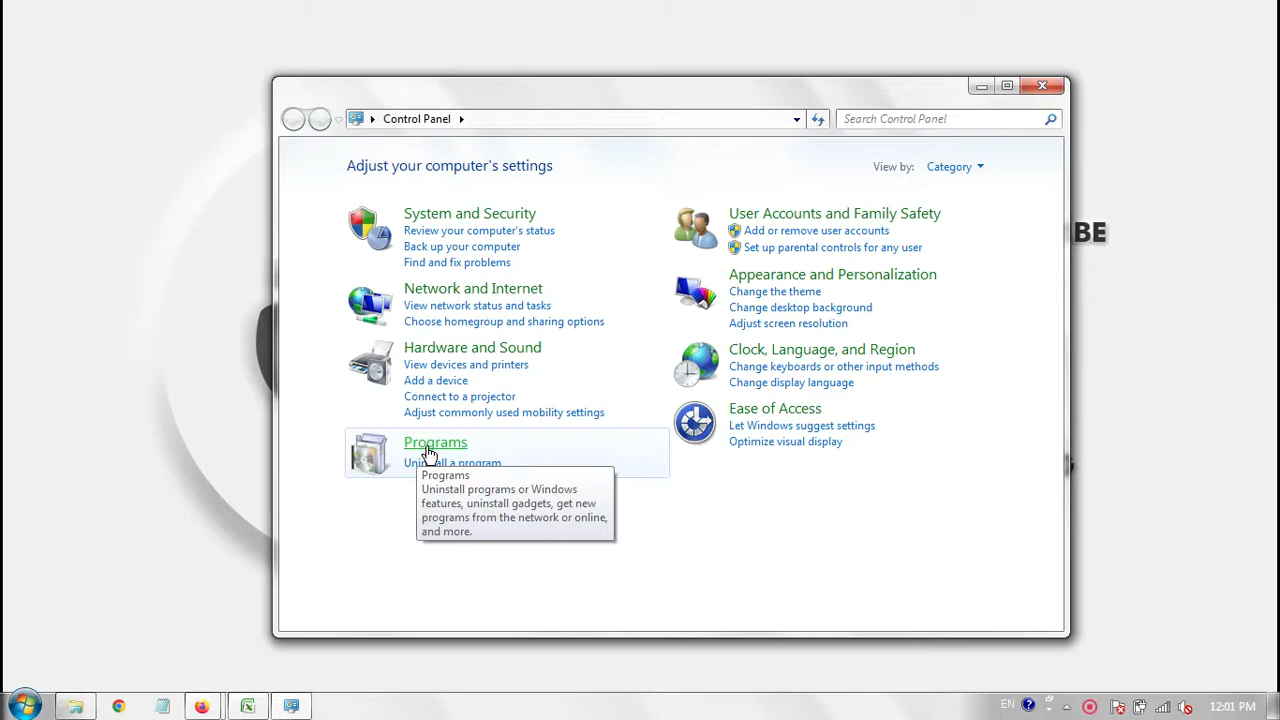 Control Panel
Search Control Panel
Adjust your computer's settings
View by: Category
System and Security
Review your computer's status
Back up your computer
Find and fix problems
Network and Internet
View network status and tasks
Choose homegroup and sharing options
Hardware and Sound
View devices and printers
Add a device
Connect to a projector
Adjust commonly used mobility settings
Programs
Uninstall a program
Programs
Uninstall programs or Windows
features, uninstall gadgets, get new
programs from the network or online,
and more.
User Accounts and Family Safety
Add or remove user accounts
Set up parental controls for any user
Appearance and Personalization
Change the theme
Change desktop background
Adjust screen resolution
Clock, Language, and Region
Change keyboards or other input methods
Change display language
Ease of Access
Let Windows suggest settings
Optimize visual display
BE
EN
12:01 PM